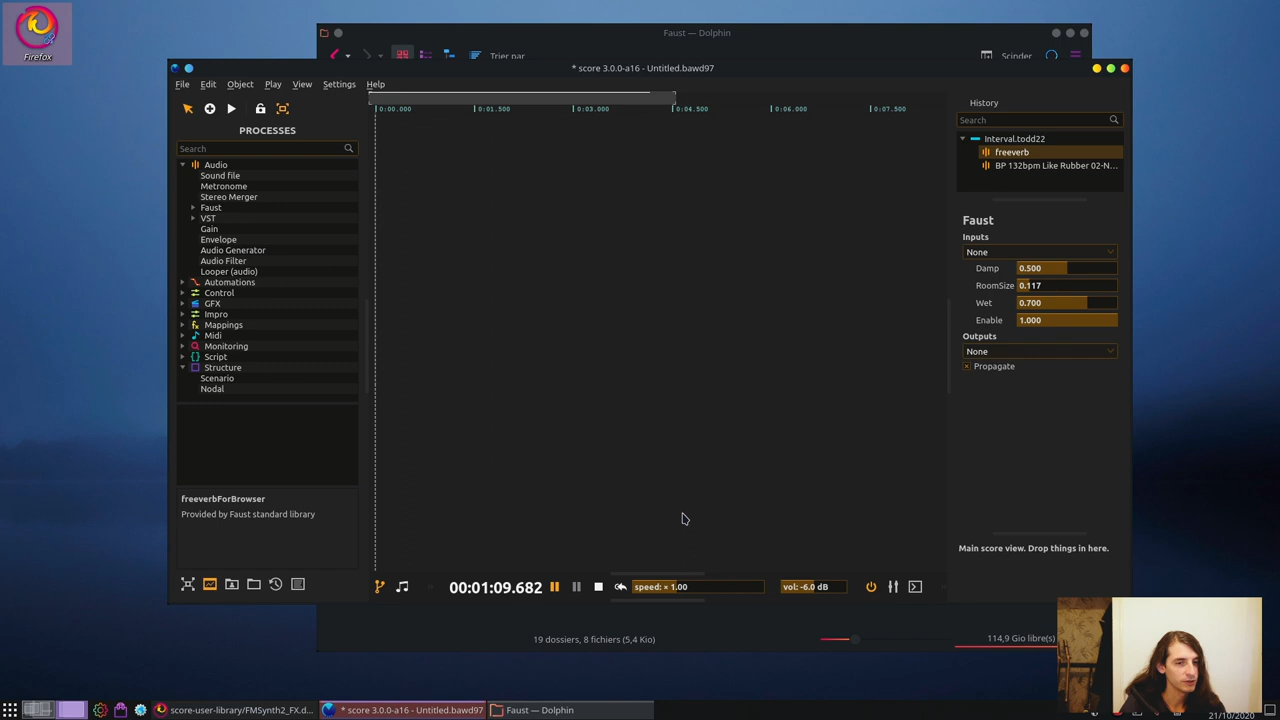 Firefox
Faust — Dolphin
Trier par
Scinder
* score 3.0.0-a16 - Untitled.bawd97
File Edit Object Play View Settings Help
PROCESSES
Search
Audio
Sound file
Metronome
Stereo Merger
Faust
VST
Gain
Envelope
Audio Generator
Audio Filter
Looper (audio)
Automations
Control
GFX
Impro
Mappings
Midi
Monitoring
Script
Structure
Scenario
Nodal
freeverbForBrowser
Provided by Faust standard library
0:00.000 0:01.500 0:03.000 0:04.500 0:06.000 0:07.500
00:01:09.682
speed: × 1.00
vol: -6.0 dB
History
Search
Interval.todd22
freeverb
BP 132bpm Like Rubber 02-N...
Faust
Inputs
None
Damp 0.500
RoomSize 0.117
Wet 0.700
Enable 1.000
Outputs
None
Propagate
Main score view. Drop things in here.
19 dossiers, 8 fichiers (5,4 Kio)
114,9 Gio libre(s)
score-user-library/FMSynth2_FX.d...
* score 3.0.0-a16 - Untitled.bawd97
Faust — Dolphin
21/10/2020